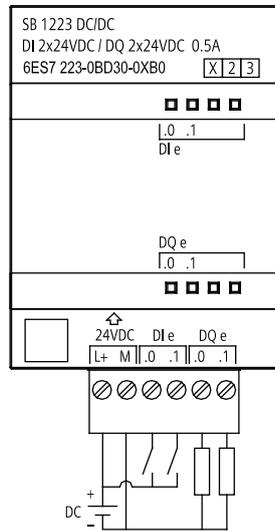 SB 1223 DC/DC
DI 2x24VDC / DQ 2x24VDC 0.5A
6ES7 223-0BD30-0XB0 X 2 3
.0 .1
DI e
DQ e
.0 .1
24VDC DI e DQ e
L+ M .0 .1 .0 .1
+
DC
–